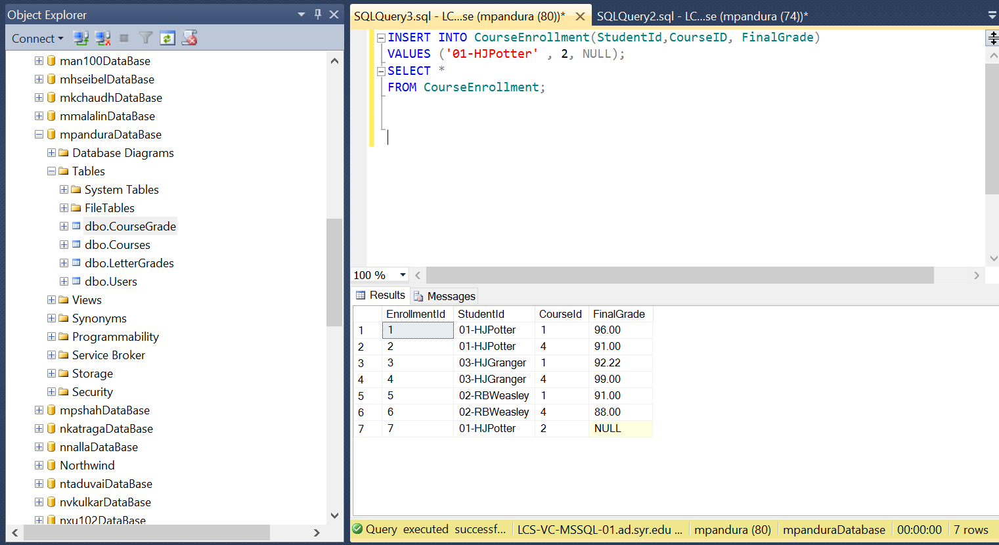 Object Explorer
Connect
man100DataBase
mhseibelDataBase
mkchaudhDataBase
mmalalinDataBase
mpanduraDataBase
Database Diagrams
Tables
System Tables
FileTables
dbo.CourseGrade
dbo.Courses
dbo.LetterGrades
dbo.Users
Views
Synonyms
Programmability
Service Broker
Storage
Security
mpshahDataBase
nkatragaDataBase
nnallaDataBase
Northwind
ntaduvaiDataBase
nvkulkarDataBase
nxu102DataBase
SQLQuery3.sql - LC...se (mpandura (80))* SQLQuery2.sql - LC...se (mpandura (74))*
INSERT INTO CourseEnrollment(StudentId,CourseID, FinalGrade)
VALUES ('01-HJPotter' , 2, NULL);
SELECT *
FROM CourseEnrollment;
100 %
Results Messages
EnrollmentId StudentId CourseId FinalGrade
1 1 01-HJPotter 1 96.00
2 2 01-HJPotter 4 91.00
3 3 03-HJGranger 1 92.22
4 4 03-HJGranger 4 99.00
5 5 02-RBWeasley 1 91.00
6 6 02-RBWeasley 4 88.00
7 7 01-HJPotter 2 NULL
Query executed successf... LCS-VC-MSSQL-01.ad.syr.edu ... mpandura (80) mpanduraDatabase 00:00:00 7 rows